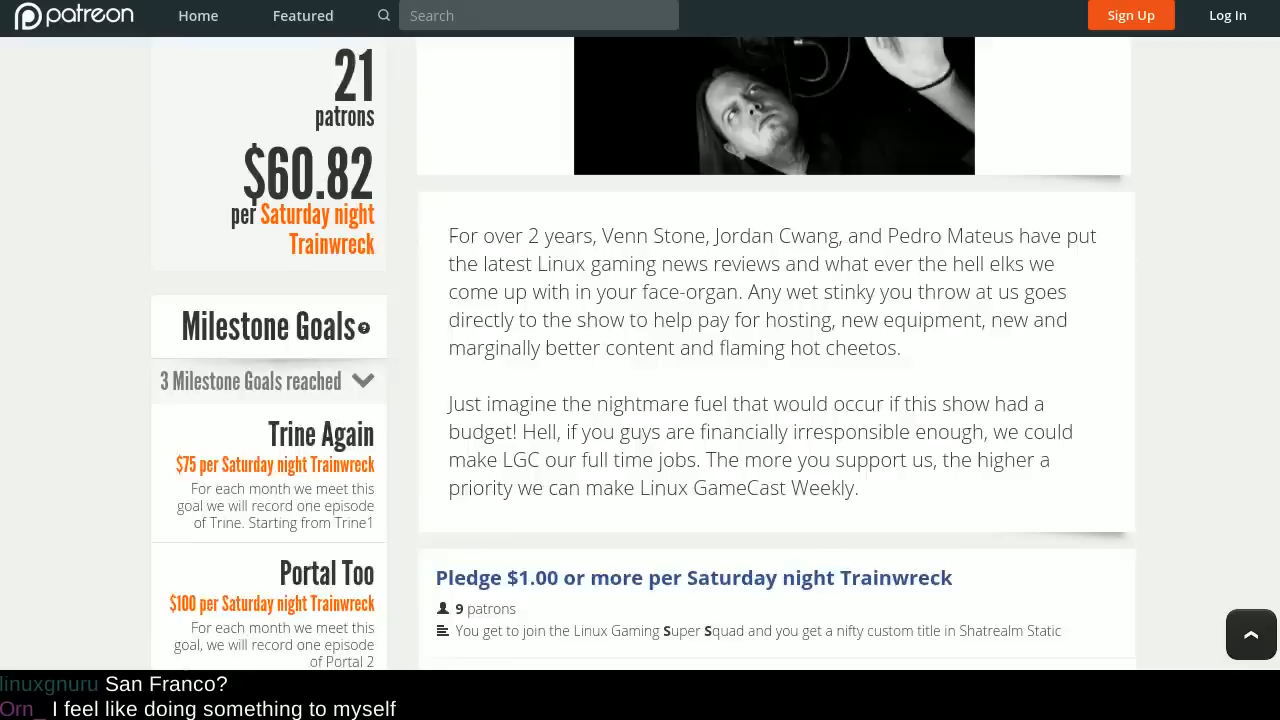 patreon
Home
Featured
Search
Sign Up
Log In
21
patrons
$60.82
per Saturday night
Trainwreck
Milestone Goals
3 Milestone Goals reached
Trine Again
$75 per Saturday night Trainwreck
For each month we meet this
goal we will record one episode
of Trine. Starting from Trine1
Portal Too
$100 per Saturday night Trainwreck
For each month we meet this
goal, we will record one episode
of Portal 2
For over 2 years, Venn Stone, Jordan Cwang, and Pedro Mateus have put
the latest Linux gaming news reviews and what ever the hell elks we
come up with in your face-organ. Any wet stinky you throw at us goes
directly to the show to help pay for hosting, new equipment, new and
marginally better content and flaming hot cheetos.
Just imagine the nightmare fuel that would occur if this show had a
budget! Hell, if you guys are financially irresponsible enough, we could
make LGC our full time jobs. The more you support us, the higher a
priority we can make Linux GameCast Weekly.
Pledge $1.00 or more per Saturday night Trainwreck
9 patrons
You get to join the Linux Gaming Super Squad and you get a nifty custom title in Shatrealm Static
linuxgnuru San Franco?
Orn_ I feel like doing something to myself